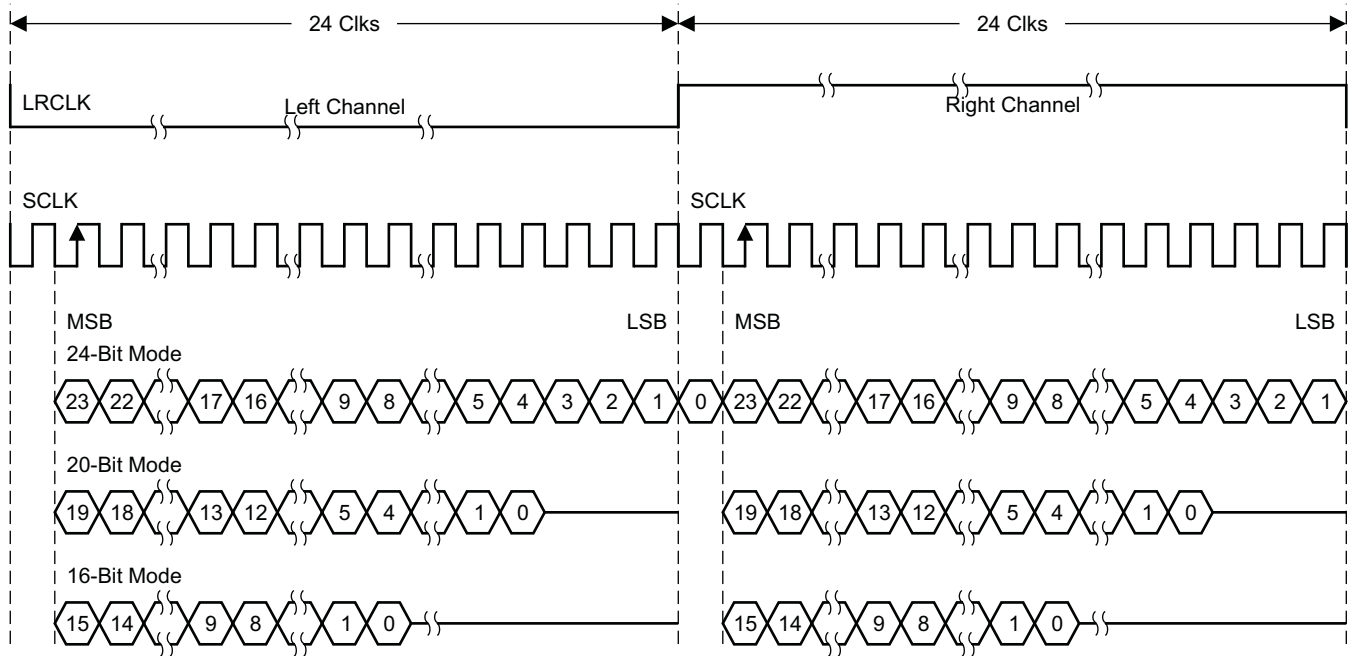 24 Clks 24 Clks
LRCLK Left Channel Right Channel
SCLK SCLK
MSB LSB MSB LSB
24-Bit Mode
23 22 17 16 9 8 5 4 3 2 1 0 23 22 17 16 9 8 5 4 3 2 1
20-Bit Mode
19 18 13 12 5 4 1 0 19 18 13 12 5 4 1 0
16-Bit Mode
15 14 9 8 1 0 15 14 9 8 1 0